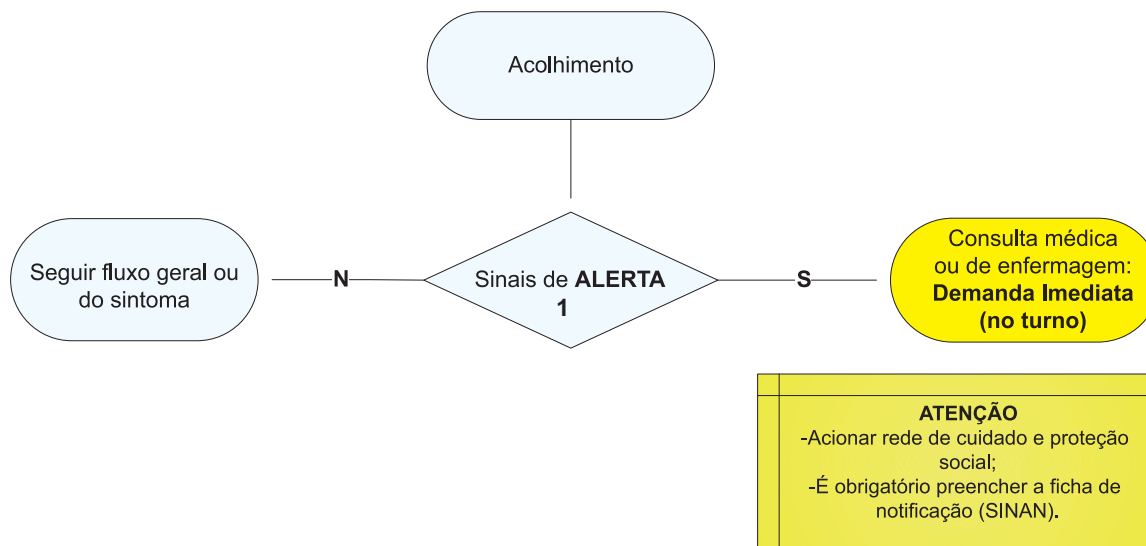 Acolhimento
Seguir fluxo geral ou
do sintoma
N
Sinais de ALERTA
1
S
Consulta médica
ou de enfermagem:
Demanda Imediata
(no turno)
ATENÇÃO
-Acionar rede de cuidado e proteção
social;
-É obrigatório preencher a ficha de
notificação (SINAN).